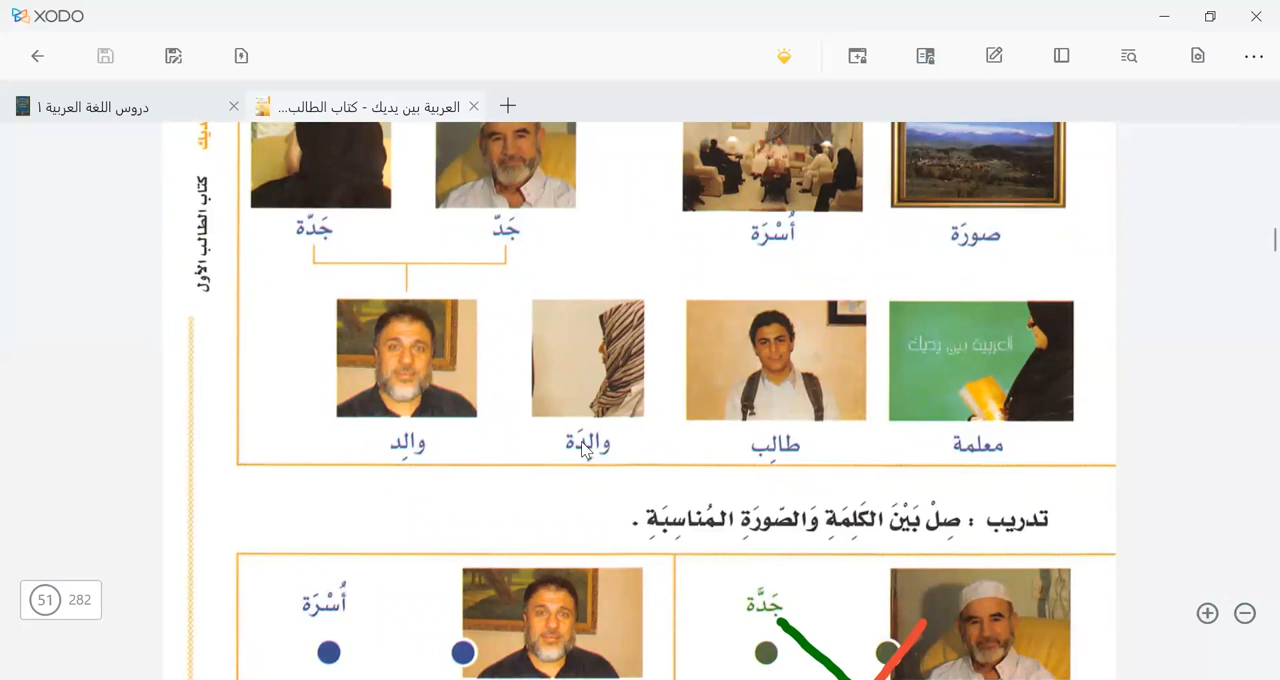 XODO
دروس اللغة العربية ١
العربية بين يديك - كتاب الطالب...
كتاب الطالب الأول
صورَة
أُسْرَة
جَدّ
جَدَّة
العربية بين يديك
معلمة
طالِب
والِدَة
والِد
تدريب : صِلْ بَيْنَ الكَلِمَةِ وَالصّورَةِ المُناسِبَةِ .
جَدَّة
أُسْرَة
51 282